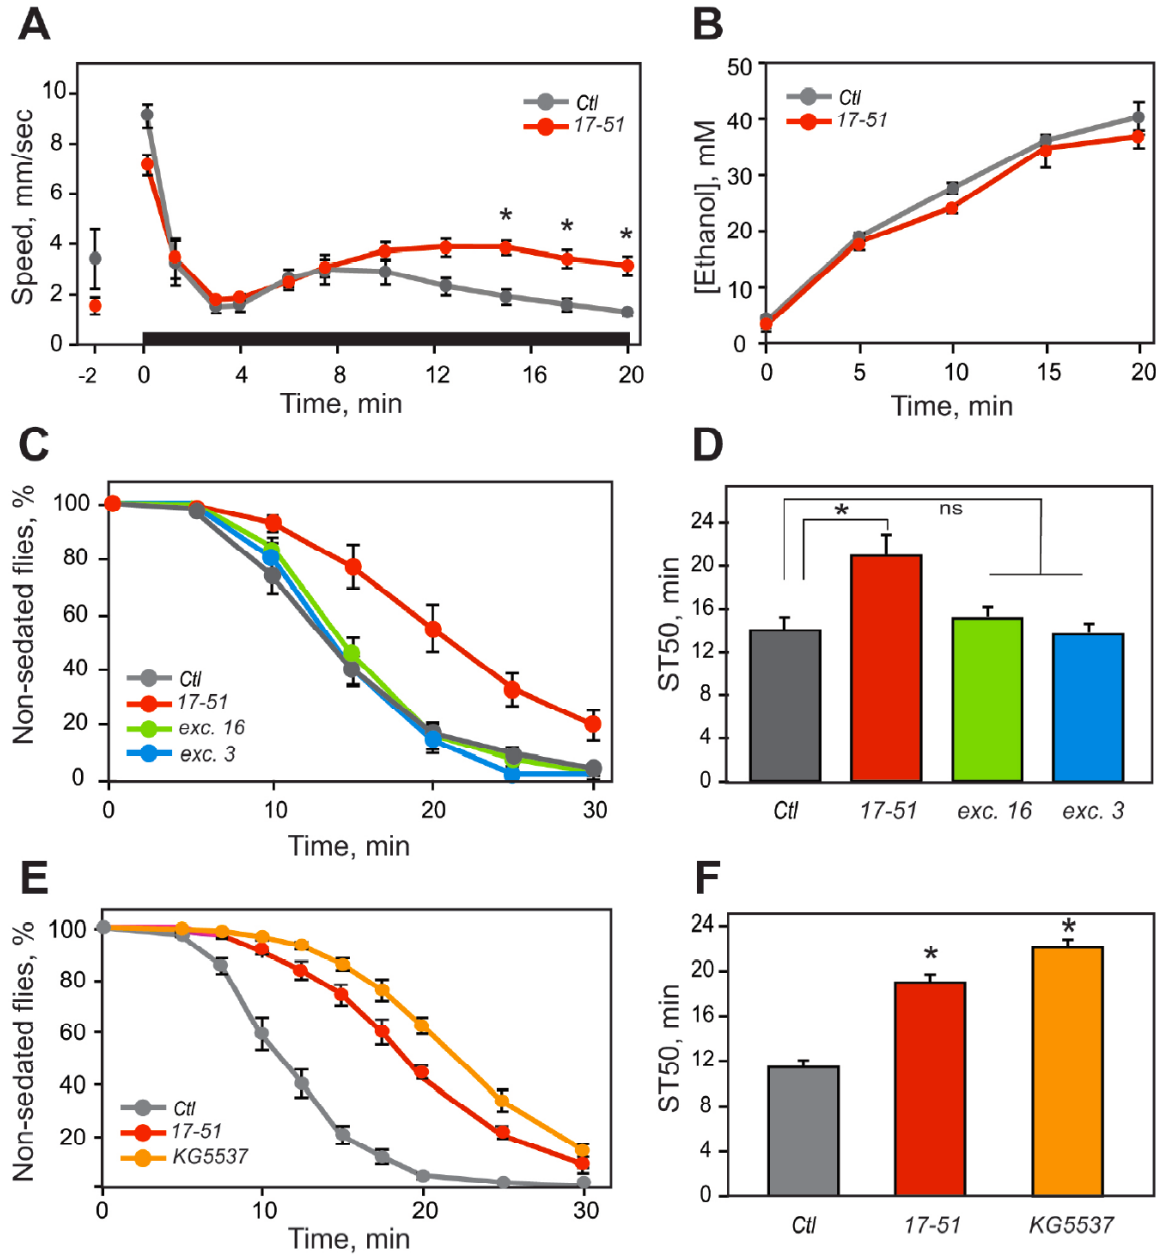 A
Speed, mm/sec
10
8
6
4
2
0
Ctl
17-51
*
*
*
-2 0 4 8 12 16 20
Time, min
B
[Ethanol], mM
50
40
30
20
10
0
Ctl
17-51
0 5 10 15 20
Time, min
C
Non-sedated flies, %
100
80
60
40
20
0
Ctl
17-51
exc. 16
exc. 3
0 10 20 30
Time, min
D
ST50, min
24
20
16
12
8
4
0
ns
*
Ctl 17-51 exc. 16 exc. 3
E
Non-sedated flies, %
100
80
60
40
20
Ctl
17-51
KG5537
0 10 20 30
Time, min
F
ST50, min
24
20
16
12
8
4
0
*
*
Ctl 17-51 KG5537